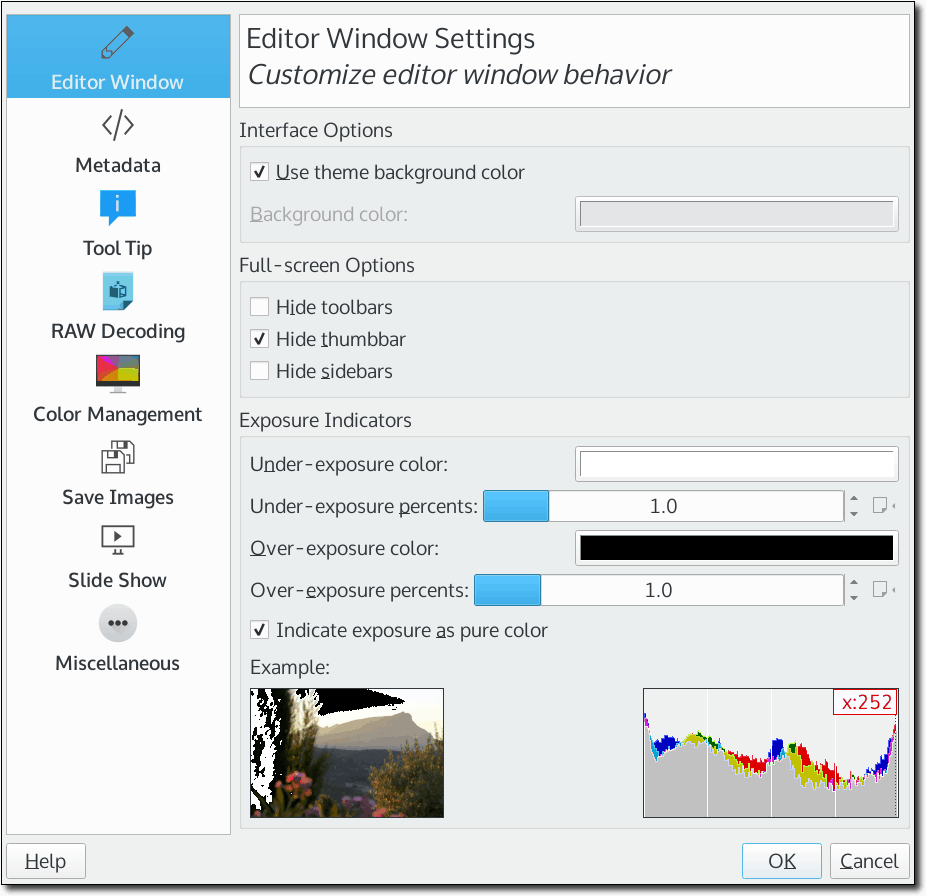 Editor Window
Metadata
Tool Tip
RAW Decoding
Color Management
Save Images
Slide Show
Miscellaneous
Editor Window Settings
Customize editor window behavior
Interface Options
Use theme background color
Background color:
Full-screen Options
Hide toolbars
Hide thumbbar
Hide sidebars
Exposure Indicators
Under-exposure color:
Under-exposure percents: 1.0
Over-exposure color:
Over-exposure percents: 1.0
Indicate exposure as pure color
Example:
x:252
Help
OK
Cancel